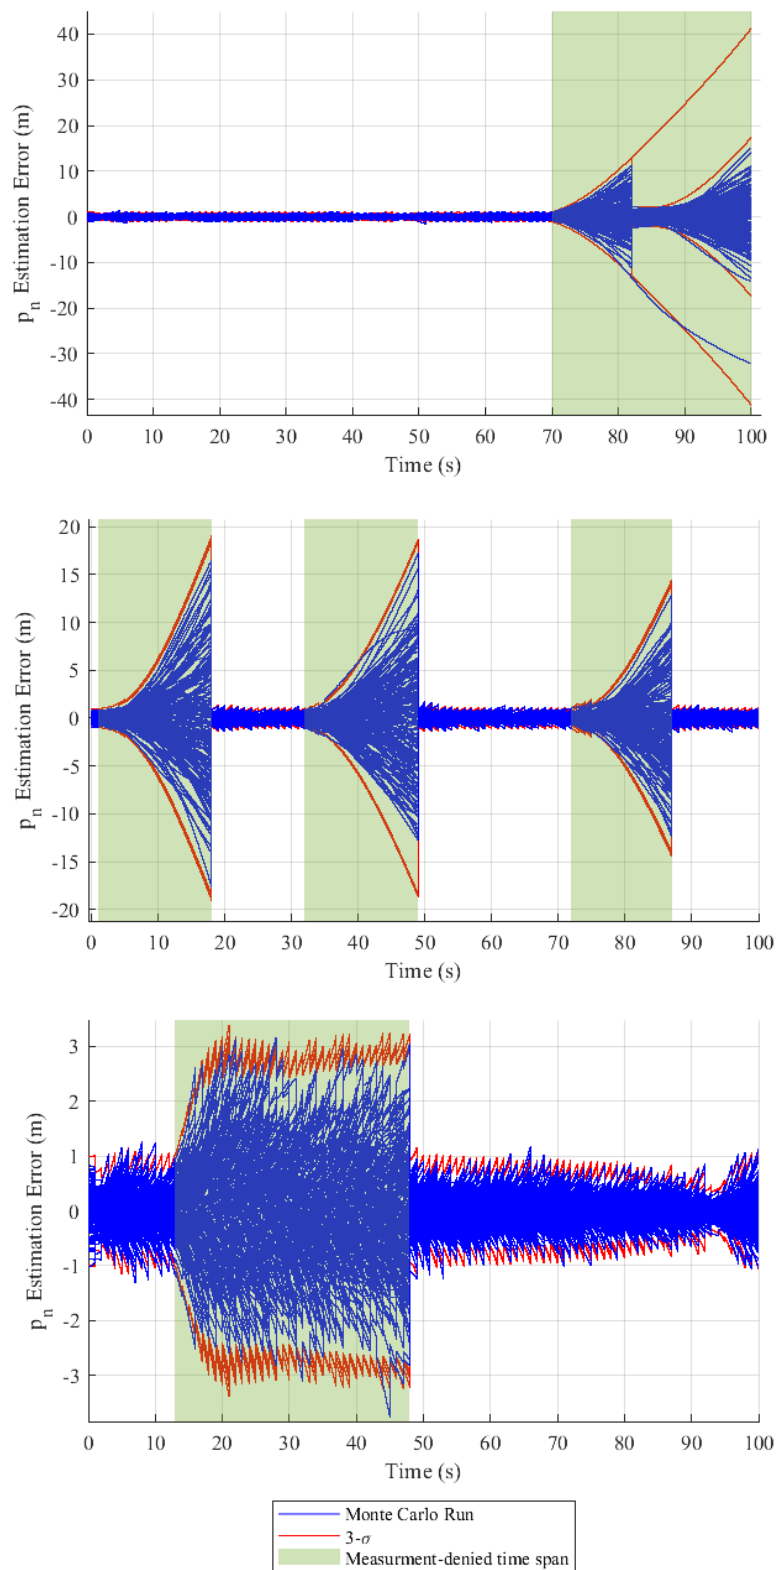 40
30
20
10
0
-10
-20
-30
-40
p_n Estimation Error (m)
0 10 20 30 40 50 60 70 80 90 100
Time (s)
20
15
10
5
0
-5
-10
-15
-20
p_n Estimation Error (m)
0 10 20 30 40 50 60 70 80 90 100
Time (s)
3
2
1
0
-1
-2
-3
p_n Estimation Error (m)
0 10 20 30 40 50 60 70 80 90 100
Time (s)
Monte Carlo Run
3-σ
Measurment-denied time span